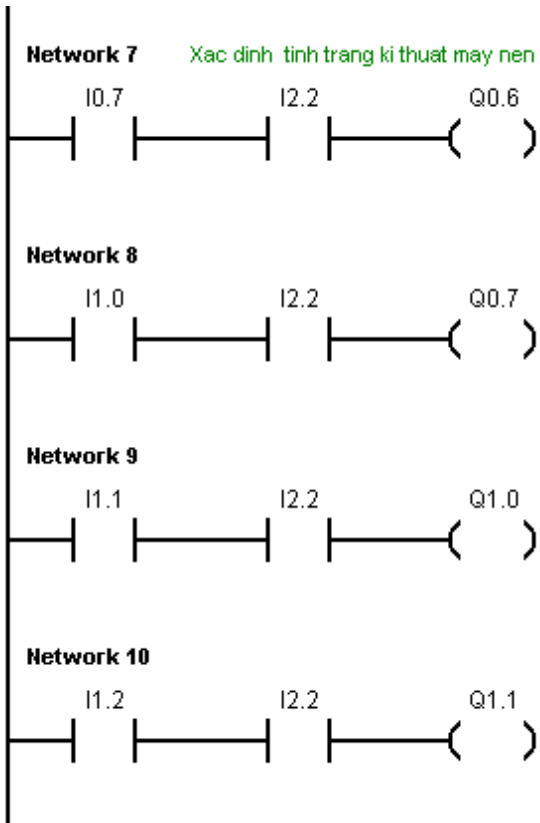 Network 7 Xac dinh tinh trang ki thuat may nen
I0.7 I2.2 Q0.6
Network 8
I1.0 I2.2 Q0.7
Network 9
I1.1 I2.2 Q1.0
Network 10
I1.2 I2.2 Q1.1